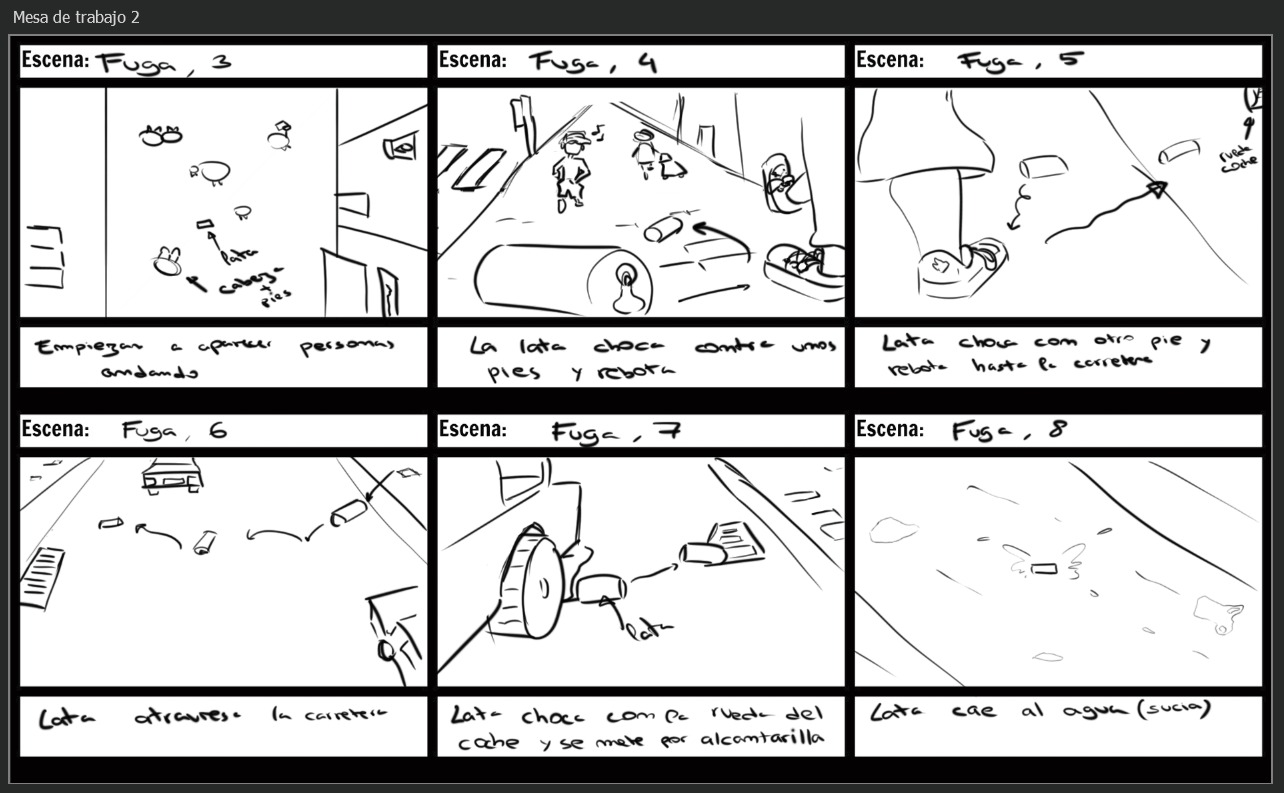 Mesa de trabajo 2
Escena: Fuga, 3
Escena: Fuga, 4
Escena: Fuga, 5
lata
cabeza
+
pies
rueda
coche
Empiezan a aparecer personas
andando
La lata choca contra unos
pies y rebota
Lata choca con otro pie y
rebota hasta la carretera
Escena: Fuga, 6
Escena: Fuga, 7
Escena: Fuga, 8
lata
Lata atraviesa la carretera
Lata choca con la rueda del
coche y se mete por alcantarilla
Lata cae al agua (sucia)